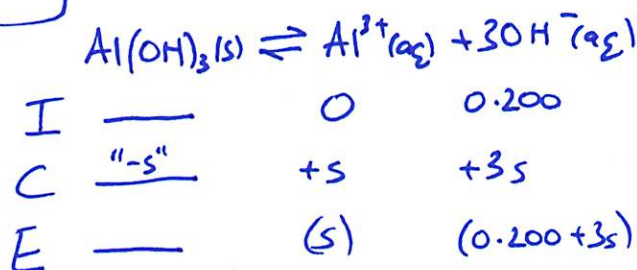 Al(OH)₃(s) ⇌ Al³⁺(aq) + 3OH⁻(aq)
I — 0 0.200
C "-s" +s +3s
E — (s) (0.200+3s)